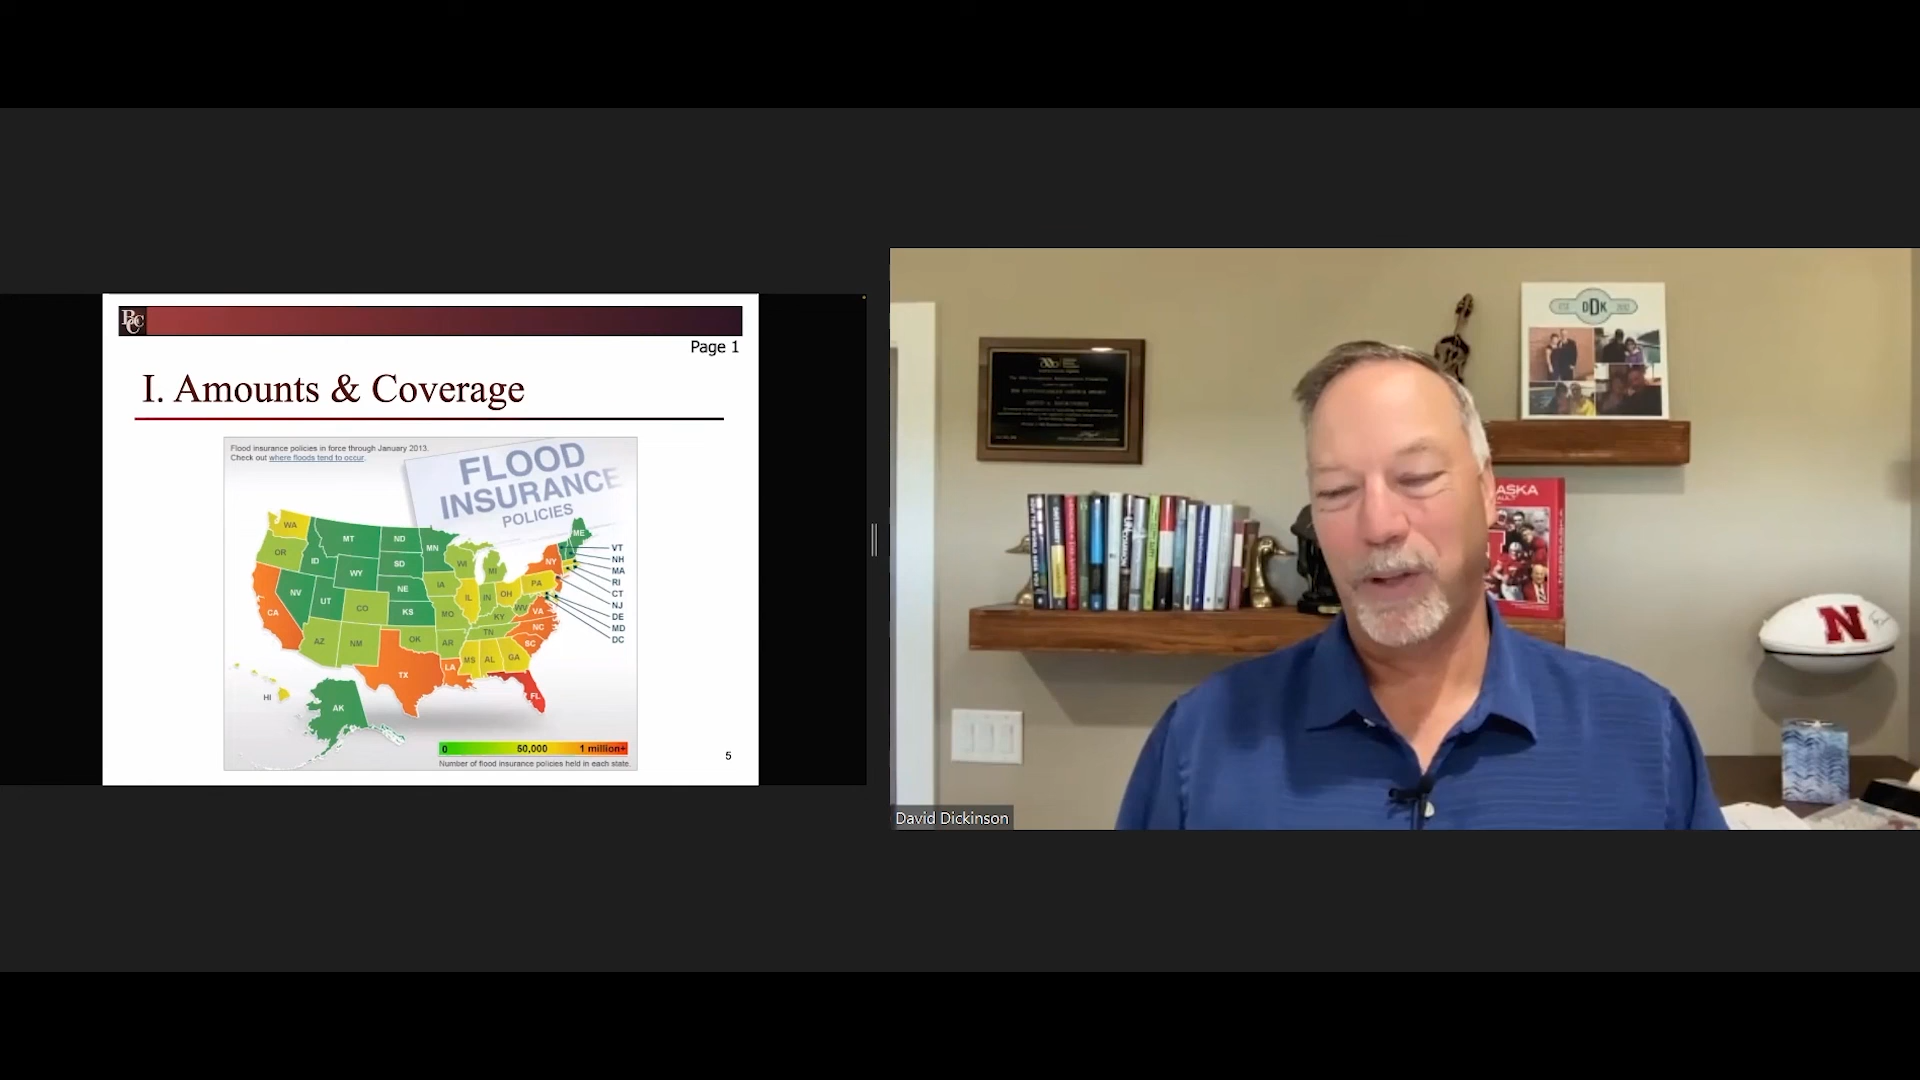 BCC
Page 1
I. Amounts & Coverage
Flood insurance policies in force through January 2013.
Check out where floods tend to occur.
FLOOD
INSURANCE
POLICIES
WA
OR
CA
NV
ID
MT
WY
UT
AZ
CO
NM
ND
SD
NE
KS
OK
TX
MN
IA
MO
AR
LA
WI
IL
MI
IN
OH
KY
TN
MS
AL
GA
FL
SC
NC
VA
WV
PA
NY
ME
VT
NH
MA
RI
CT
NJ
DE
MD
DC
HI
AK
0 50,000 1 million+
Number of flood insurance policies held in each state.
5
DDK
ASKA
N
David Dickinson